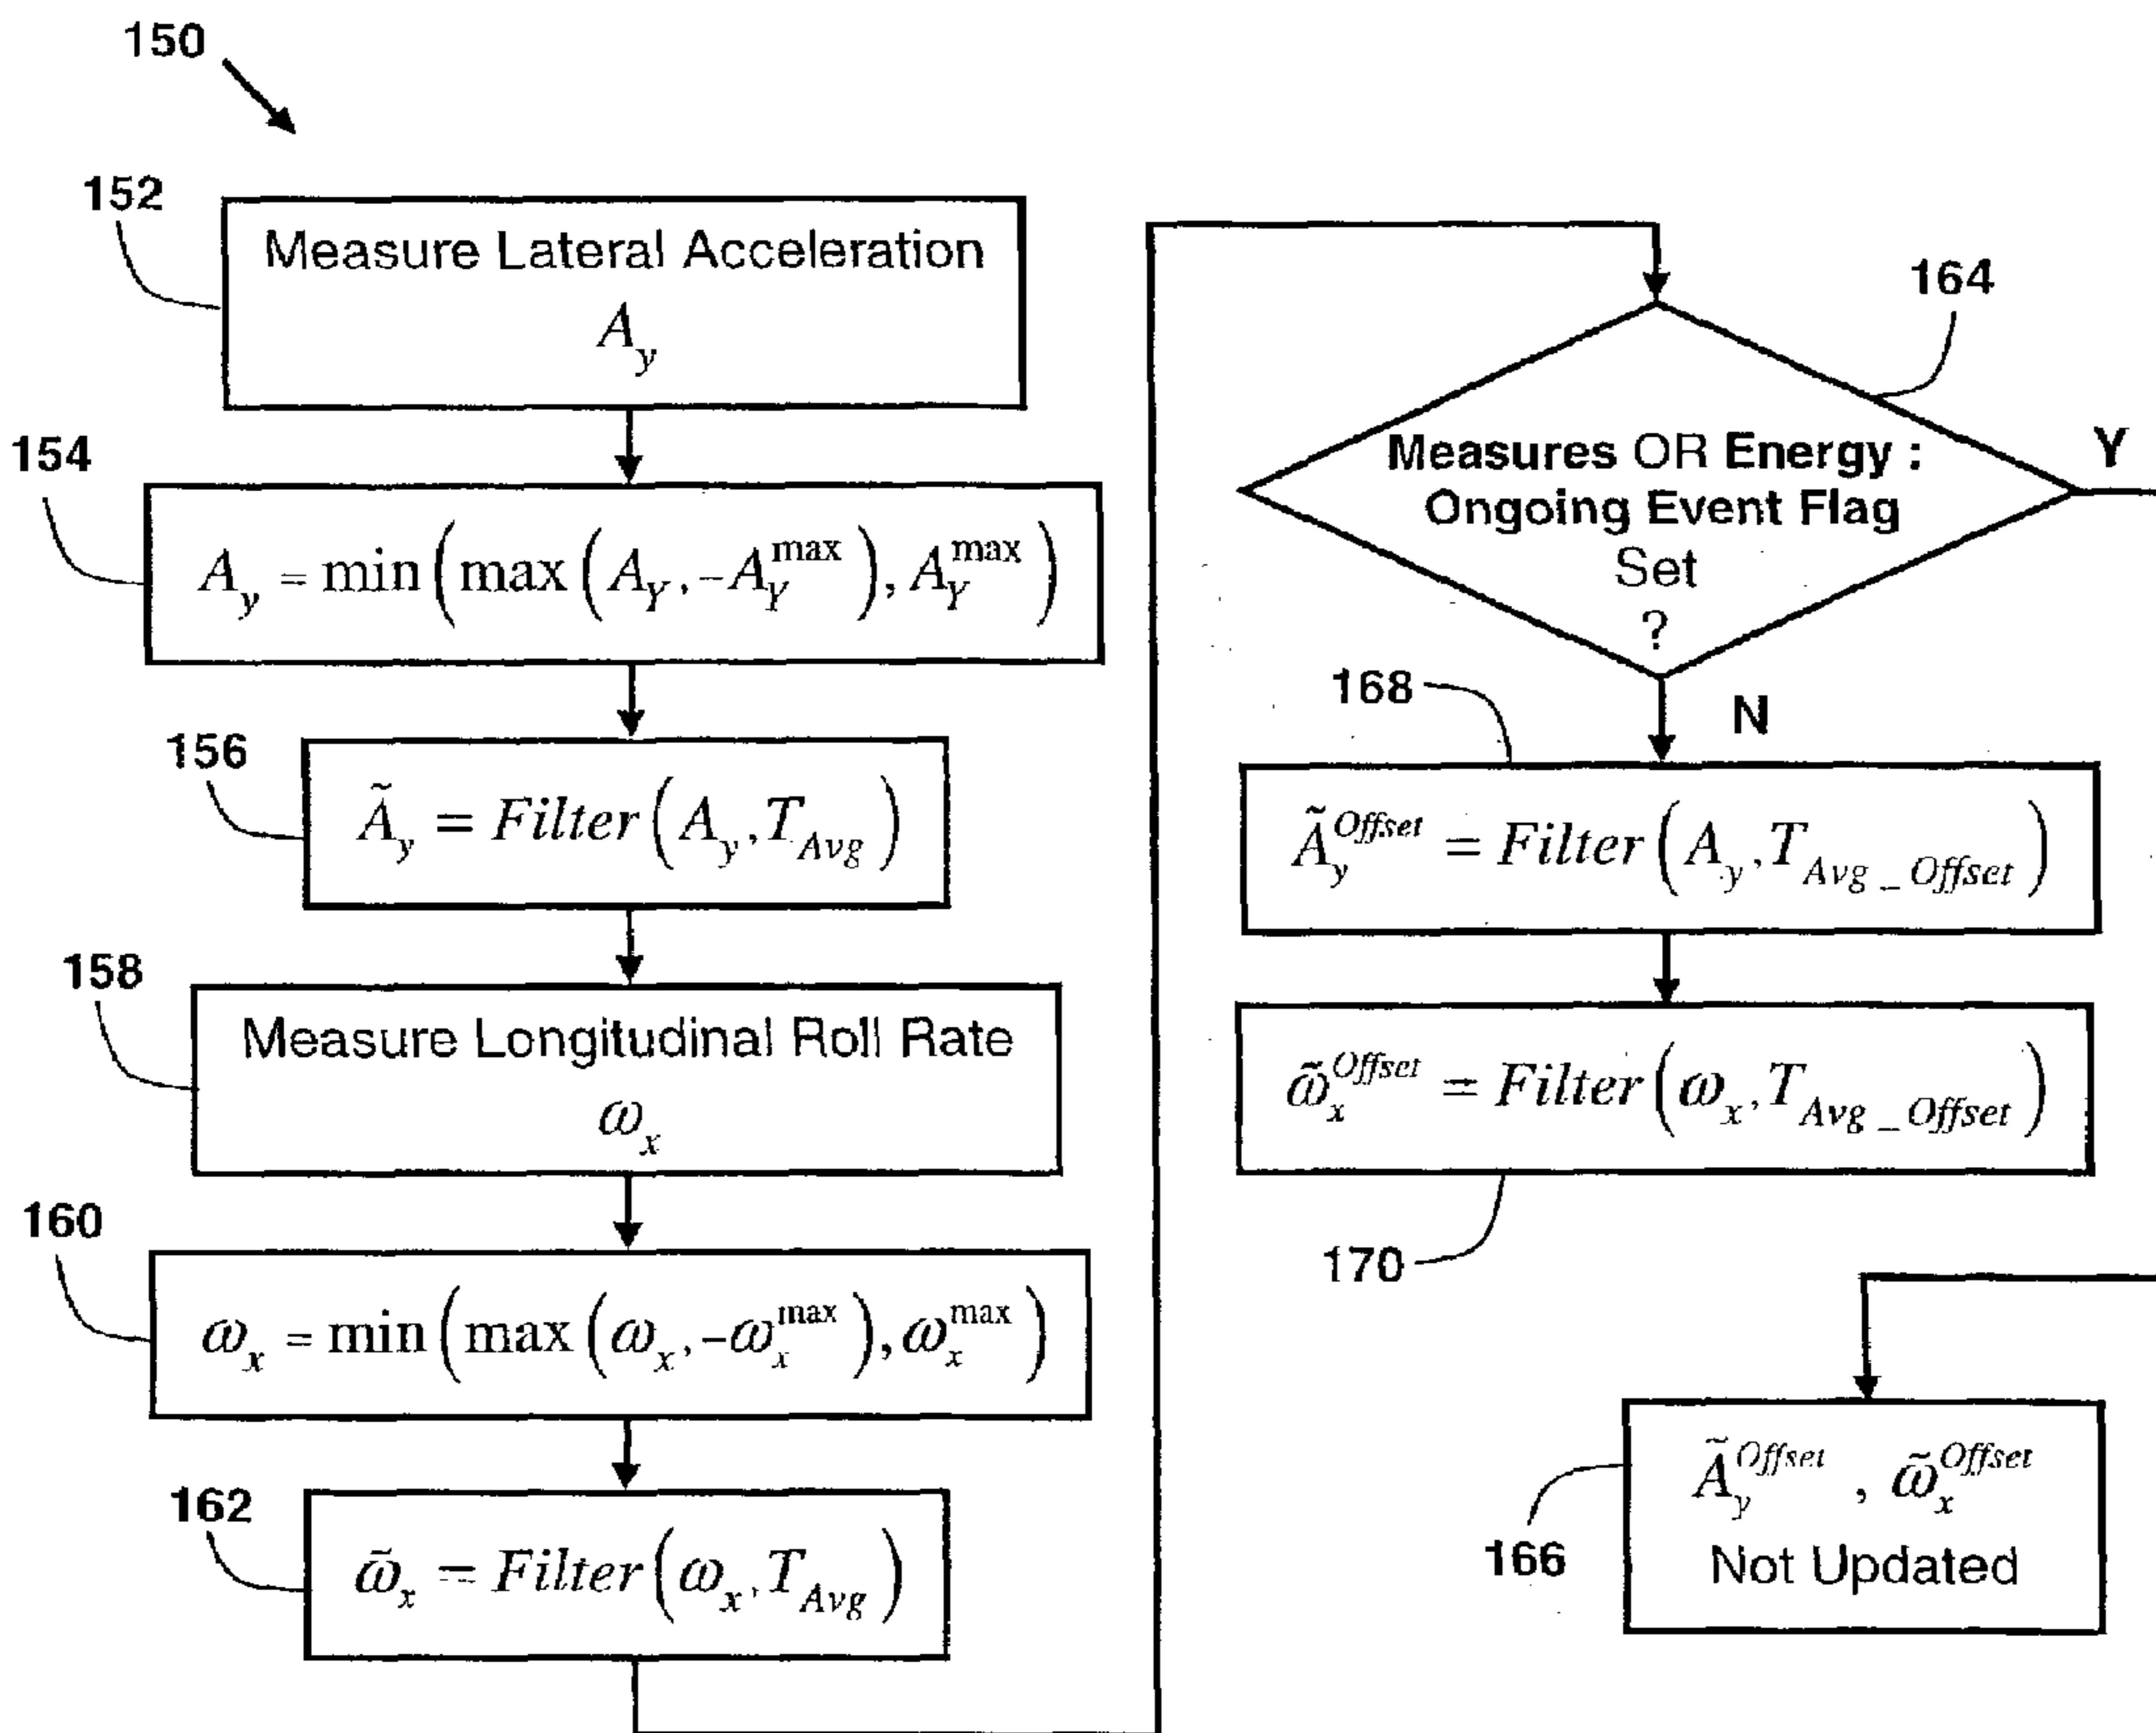 150
152
Measure Lateral Acceleration
A_y
154
A_y = min(max(A_Y, -A_Y^max), A_Y^max)
156
Ã_y = Filter(A_y, T_Avg)
158
Measure Longitudinal Roll Rate
ω_x
160
ω_x = min(max(ω_x, -ω_x^max), ω_x^max)
162
ω̃_x = Filter(ω_x, T_Avg)
164
Measures OR Energy :
Ongoing Event Flag
Set
?
Y
N
168
Ã_y^Offset = Filter(A_y, T_Avg_Offset)
ω̃_x^Offset = Filter(ω_x, T_Avg_Offset)
170
166
Ã_y^Offset , ω̃_x^Offset
Not Updated